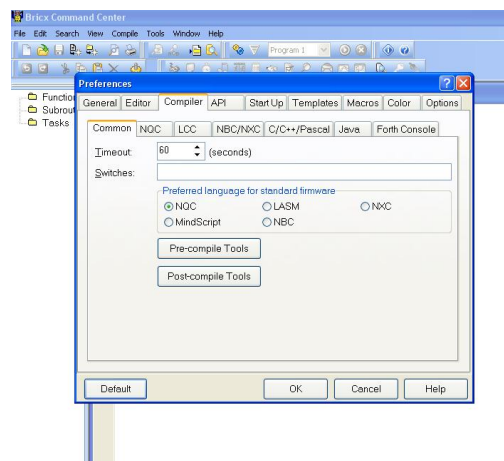 Bricx Command Center
File Edit Search View Compile Tools Window Help
Program 1
Preferences
Functio
Subrout
Tasks
General Editor Compiler API Start Up Templates Macros Color Options
Common NQC LCC NBC/NXC C/C++/Pascal Java Forth Console
Timeout: 60 (seconds)
Switches:
Preferred language for standard firmware
NQC LASM NXC
MindScript NBC
Pre-compile Tools
Post-compile Tools
Default OK Cancel Help